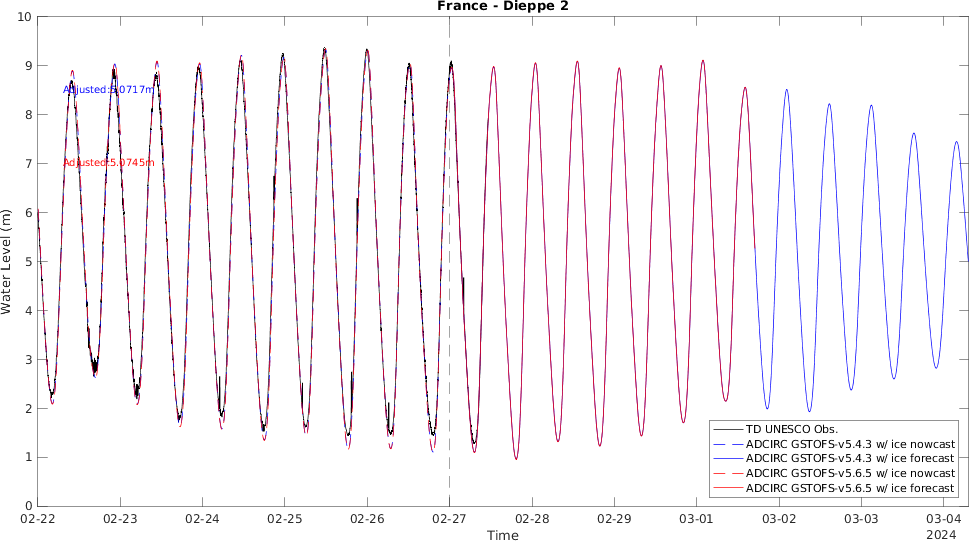 France - Dieppe 2
10
9
8
7
6
5
4
3
2
1
0
Water Level (m)
Adjusted:5.0717m
Adjusted:5.0745m
TD UNESCO Obs.
ADCIRC GSTOFS-v5.4.3 w/ ice nowcast
ADCIRC GSTOFS-v5.4.3 w/ ice forecast
ADCIRC GSTOFS-v5.6.5 w/ ice nowcast
ADCIRC GSTOFS-v5.6.5 w/ ice forecast
02-22 02-23 02-24 02-25 02-26 02-27 02-28 02-29 03-01 03-02 03-03 03-04
Time
2024